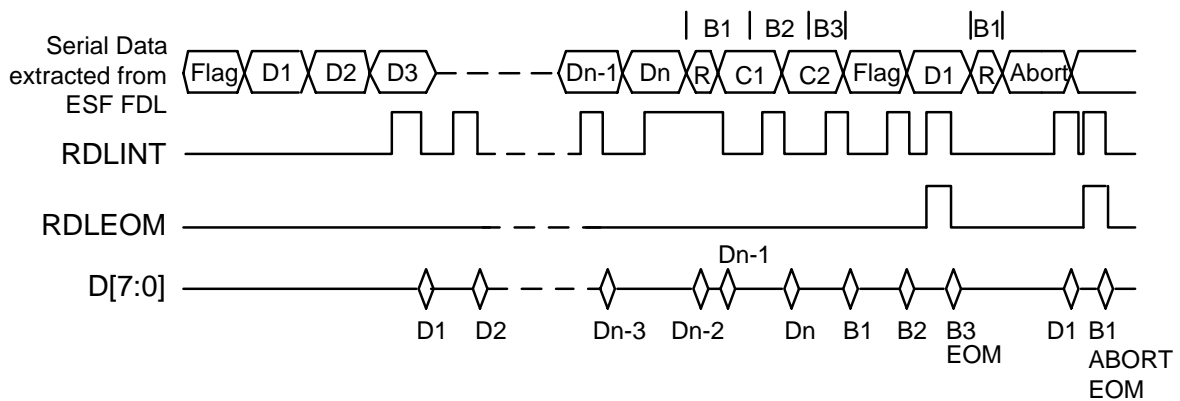 B1 B2 B3 B1
Serial Data
extracted from
ESF FDL
Flag D1 D2 D3 Dn-1 Dn R C1 C2 Flag D1 R Abort
RDLINT
RDLEOM
Dn-1
D[7:0]
D1 D2 Dn-3 Dn-2 Dn B1 B2 B3 D1 B1
EOM ABORT
EOM